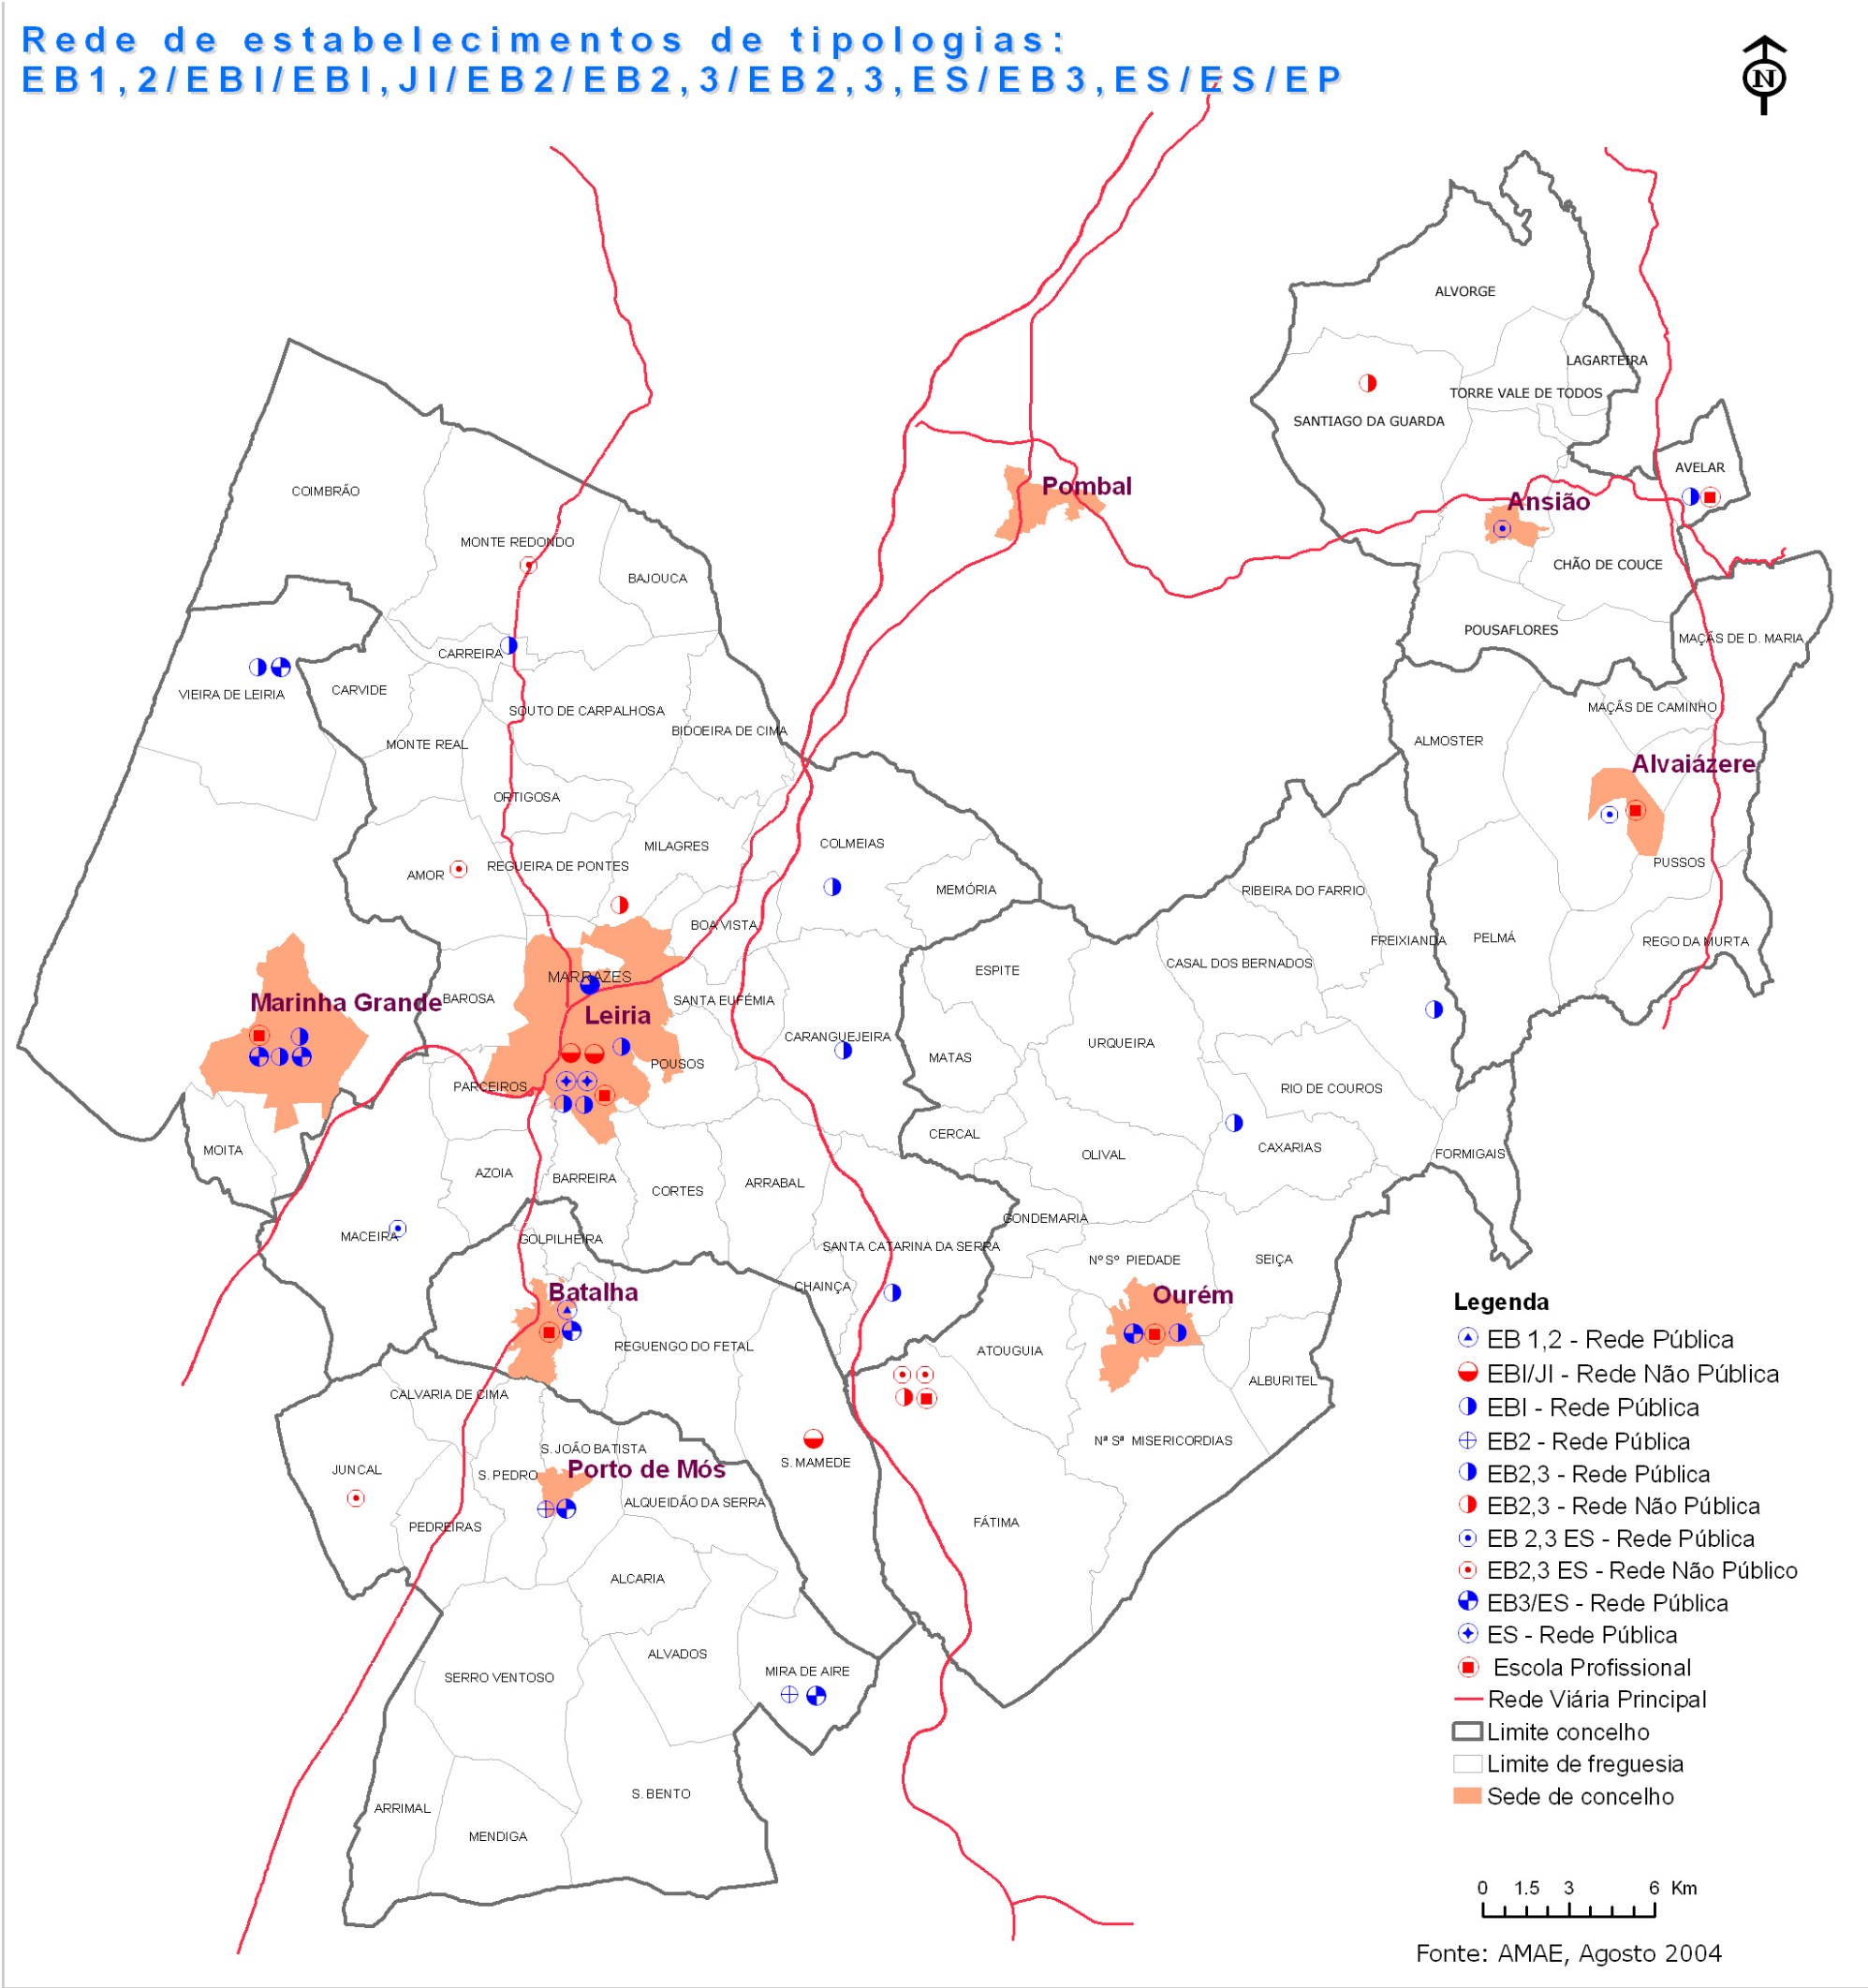 Rede de estabelecimentos de tipologias:
EB1,2/EBI/EBI,JI/EB2/EB2,3/EB2,3,ES/EB3,ES/ES/EP
N
ALVORGE
LAGARTEIRA
TORRE VALE DE TODOS
SANTIAGO DA GUARDA
AVELAR
Pombal
Ansião
COIMBRÃO
MONTE REDONDO
BAJOUCA
CHÃO DE COUCE
POUSAFLORES
MAÇÃS DE D. MARIA
CARREIRA
VIEIRA DE LEIRIA
CARVIDE
SOUTO DE CARPALHOSA
MAÇÃS DE CAMINHO
BIDOEIRA DE CIMA
MONTE REAL
ALMOSTER
Alvaiázere
ORTIGOSA
COLMEIAS
MILAGRES
REGUEIRA DE PONTES
PUSSOS
AMOR
MEMÓRIA
RIBEIRA DO FARRIO
BOA VISTA
FREIXIANDA
PELMÁ
REGO DA MURTA
CASAL DOS BERNADOS
ESPITE
MARRAZES
BAROSA
Marinha Grande
SANTA EUFÉMIA
Leiria
CARANGUEJEIRA
URQUEIRA
MATAS
POUSOS
PARCEIROS
RIO DE COUROS
CERCAL
CAXARIAS
MOITA
OLIVAL
FORMIGAIS
AZOIA
BARREIRA
ARRABAL
CORTES
GONDEMARIA
MACEIRA
GOLPILHEIRA
SANTA CATARINA DA SERRA
NºSº PIEDADE
SEIÇA
CHAINÇA
Batalha
Ourém
REGUENGO DO FETAL
ATOUGUIA
ALBURITEL
CALVARIA DE CIMA
Nª Sª MISERICORDIAS
S. JOÃO BATISTA
S. MAMEDE
JUNCAL
S. PEDRO
Porto de Mós
ALQUEIDÃO DA SERRA
FÁTIMA
PEDREIRAS
ALCARIA
ALVADOS
MIRA DE AIRE
SERRO VENTOSO
S. BENTO
ARRIMAL
MENDIGA
Legenda
EB 1,2 - Rede Pública
EBI/JI - Rede Não Pública
EBI - Rede Pública
EB2 - Rede Pública
EB2,3 - Rede Pública
EB2,3 - Rede Não Pública
EB 2,3 ES - Rede Pública
EB2,3 ES - Rede Não Público
EB3/ES - Rede Pública
ES - Rede Pública
Escola Profissional
Rede Viária Principal
Limite concelho
Limite de freguesia
Sede de concelho
0 1.5 3 6 Km
Fonte: AMAE, Agosto 2004